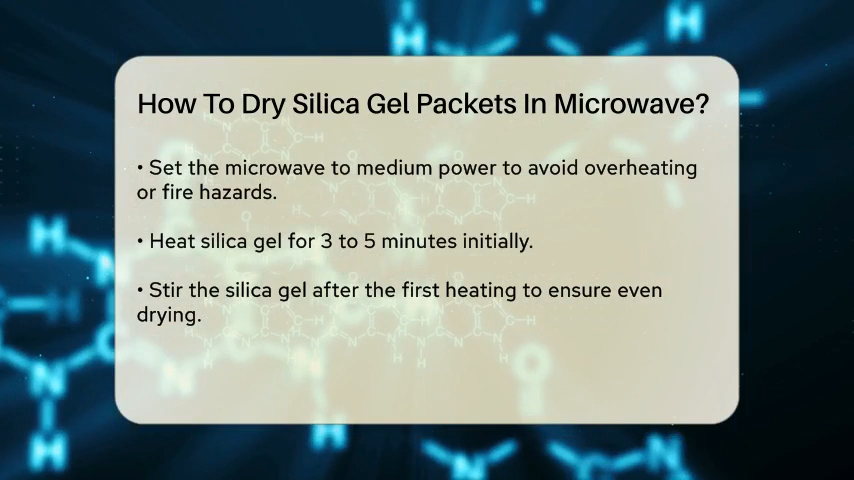 How To Dry Silica Gel Packets In Microwave?
• Set the microwave to medium power to avoid overheating
or fire hazards.
• Heat silica gel for 3 to 5 minutes initially.
• Stir the silica gel after the first heating to ensure even
drying.